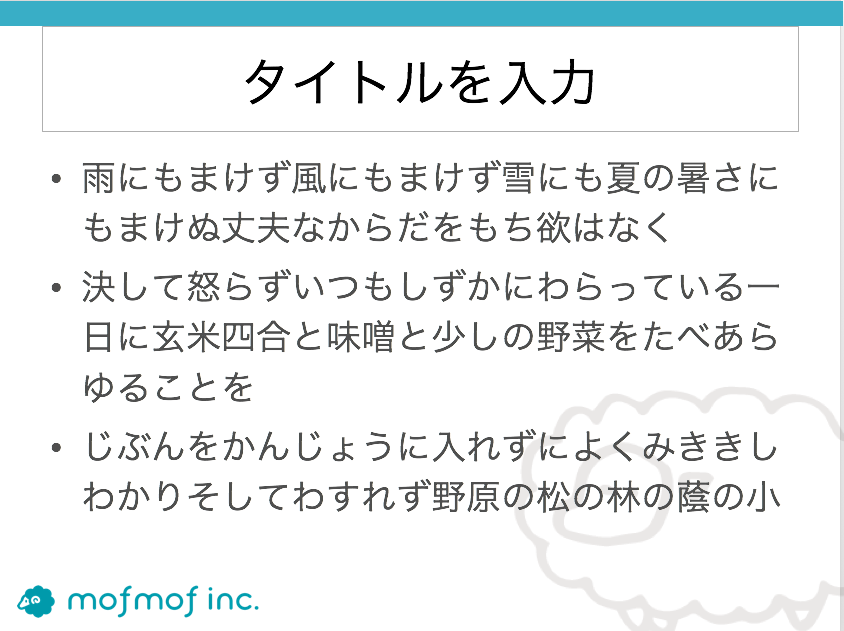 タイトルを入力
• 雨にもまけず風にもまけず雪にも夏の暑さに
もまけぬ丈夫なからだをもち欲はなく
• 決して怒らずいつもしずかにわらっている一
日に玄米四合と味噌と少しの野菜をたべあら
ゆることを
• じぶんをかんじょうに入れずによくみききし
わかりそしてわすれず野原の松の林の蔭の小
mofmof inc.